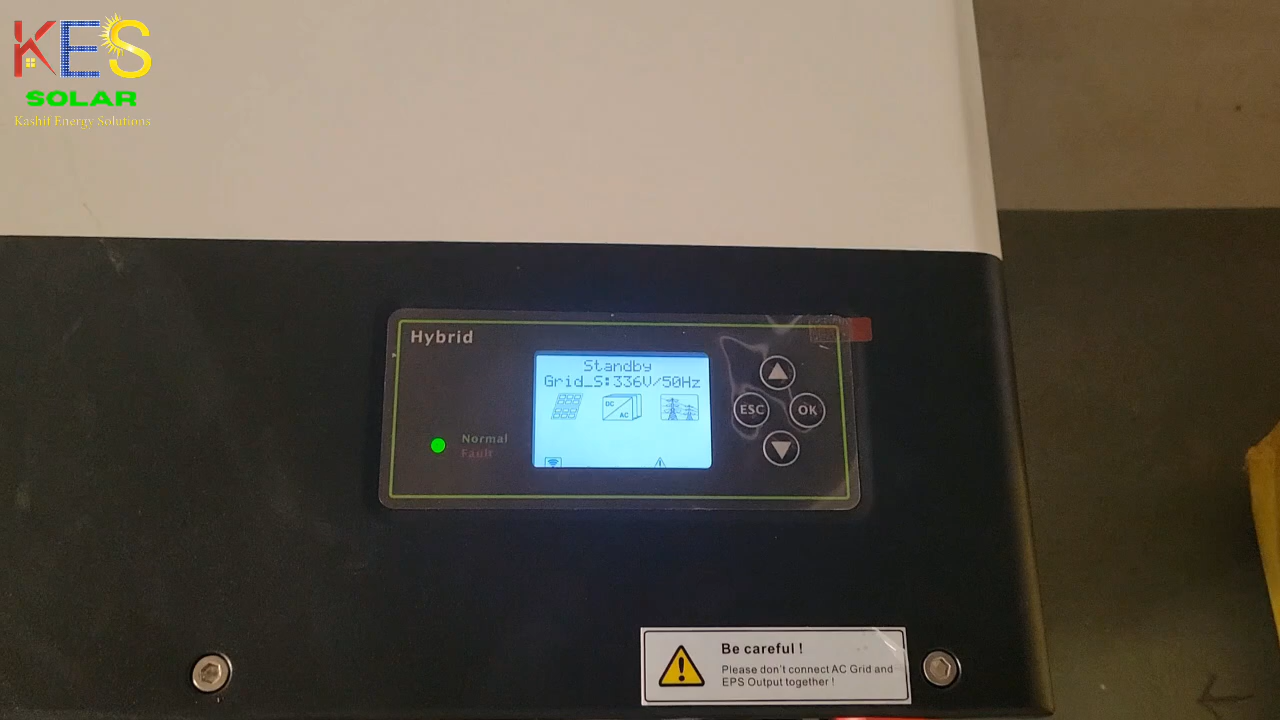 KES
SOLAR
Kashif Energy Solutions
Hybrid
Standby
Grid_S:336V/50Hz
DC
AC
ESC
OK
Normal
Fault
Be careful !
Please don't connect AC Grid and
EPS Output together !